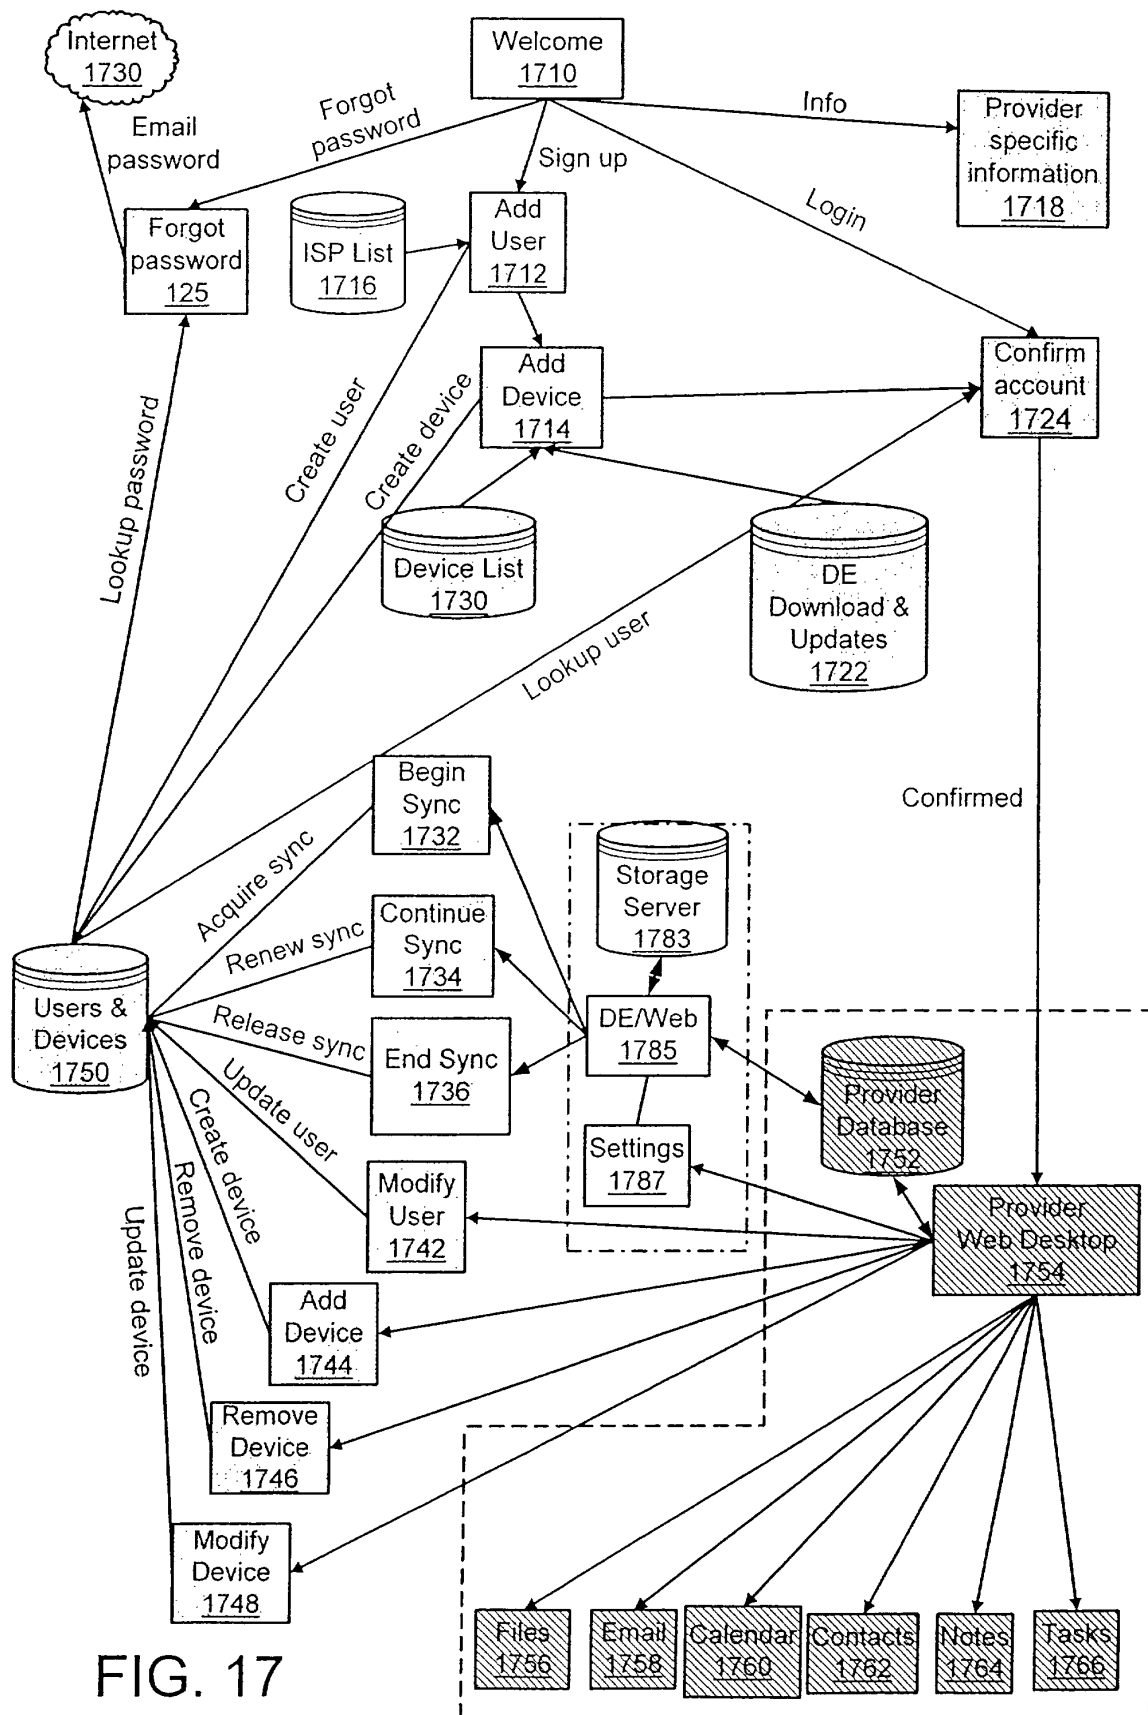 Internet
1730
Welcome
1710
Info
Provider
specific
information
1718
Forgot
password
Email
password
Sign up
Login
Forgot
password
125
ISP List
1716
Add
User
1712
Confirm
account
1724
Add
Device
1714
Lookup password
Create user
Create device
Device List
1730
DE
Download &
Updates
1722
Lookup user
Begin
Sync
1732
Confirmed
Acquire sync
Storage
Server
1783
Continue
Sync
1734
Renew sync
Users &
Devices
1750
Release sync
End Sync
1736
DE/Web
1785
Provider
Database
1752
Update user
Settings
1787
Create device
Remove device
Update device
Modify
User
1742
Provider
Web Desktop
1754
Add
Device
1744
Remove
Device
1746
Modify
Device
1748
Files
1756
Email
1758
Calendar
1760
Contacts
1762
Notes
1764
Tasks
1766
FIG. 17